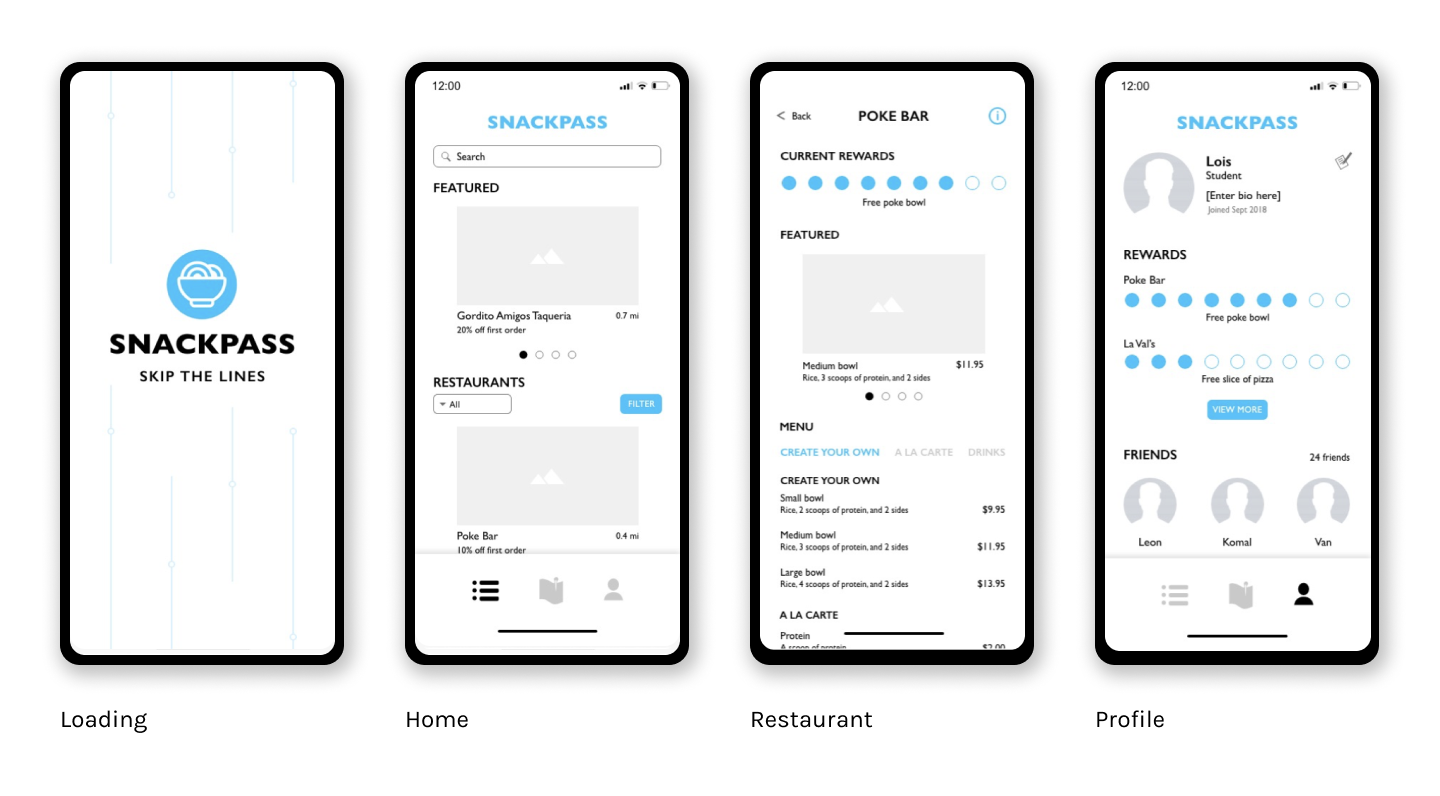 SNACKPASS
SKIP THE LINES
Loading
12:00
SNACKPASS
Search
FEATURED
Gordito Amigos Taqueria 0.7 mi
20% off first order
RESTAURANTS
All FILTER
Poke Bar 0.4 mi
10% off first order
Home
< Back POKE BAR i
CURRENT REWARDS
Free poke bowl
FEATURED
Medium bowl $11.95
Rice, 3 scoops of protein, and 2 sides
MENU
CREATE YOUR OWN A LA CARTE DRINKS
CREATE YOUR OWN
Small bowl
Rice, 2 scoops of protein, and 2 sides $9.95
Medium bowl
Rice, 3 scoops of protein, and 2 sides $11.95
Large bowl
Rice, 4 scoops of protein, and 2 sides $13.95
A LA CARTE
Protein
A scoop of protein $2.00
Restaurant
12:00
SNACKPASS
Lois
Student
[Enter bio here]
Joined Sept 2018
REWARDS
Poke Bar
Free poke bowl
La Val's
Free slice of pizza
VIEW MORE
FRIENDS 24 friends
Leon Komal Van
Profile